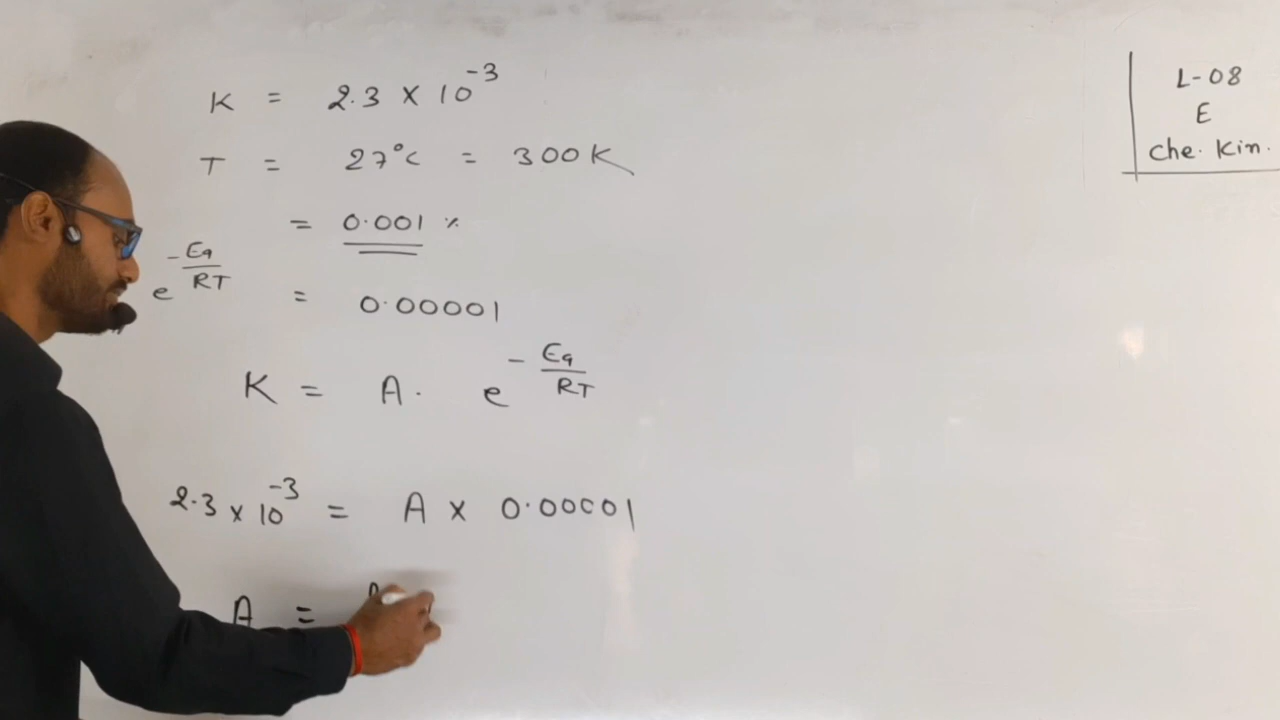 K = 2.3 × 10⁻³
T = 27°C = 300K
= 0.001 %
e^(-Ea/RT) = 0.00001
K = A. e^(-Ea/RT)
2.3 × 10⁻³ = A × 0.00001
A =
L-08
E
Che. Kin.